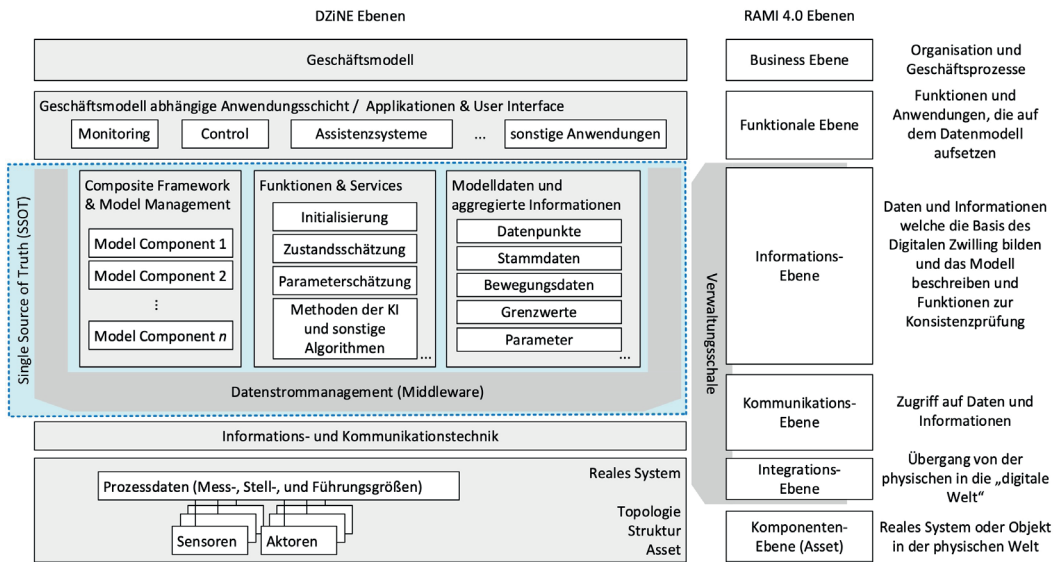 DZiNE Ebenen
RAMI 4.0 Ebenen
Geschäftsmodell
Business Ebene
Organisation und
Geschäftsprozesse
Geschäftsmodell abhängige Anwendungsschicht / Applikationen & User Interface
Monitoring
Control
Assistenzsysteme
...
sonstige Anwendungen
Funktionale Ebene
Funktionen und
Anwendungen, die auf
dem Datenmodell
aufsetzen
Single Source of Truth (SSOT)
Composite Framework
& Model Management
Model Component 1
Model Component 2
...
Model Component n
Funktionen & Services
Initialisierung
Zustandsschätzung
Parameterschätzung
Methoden der KI
und sonstige
Algorithmen
...
Modelldaten und
aggregierte Informationen
Datenpunkte
Stammdaten
Bewegungsdaten
Grenzwerte
Parameter
...
Datenstrommanagement (Middleware)
Verwaltungsschale
Informations-
Ebene
Daten und Informationen
welche die Basis des
Digitalen Zwilling bilden
und das Modell
beschreiben und
Funktionen zur
Konsistenzprüfung
Informations- und Kommunikationstechnik
Kommunikations-
Ebene
Zugriff auf Daten und
Informationen
Reales System
Prozessdaten (Mess-, Stell-, und Führungsgrößen)
Sensoren
Aktoren
Topologie
Struktur
Asset
Integrations-
Ebene
Übergang von der
physischen in die „digitale
Welt“
Komponenten-
Ebene (Asset)
Reales System oder Objekt
in der physischen Welt